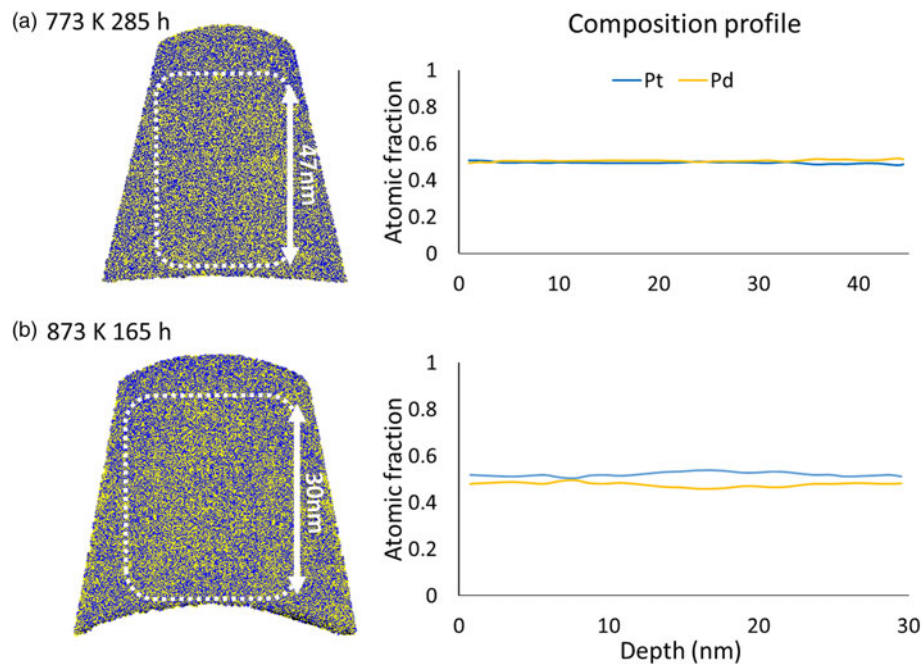 (a) 773 K 285 h
47nm
Composition profile
Pt Pd
Atomic fraction
1
0.8
0.6
0.4
0.2
0
0 10 20 30 40
(b) 873 K 165 h
30nm
Atomic fraction
1
0.8
0.6
0.4
0.2
0
0 10 20 30
Depth (nm)